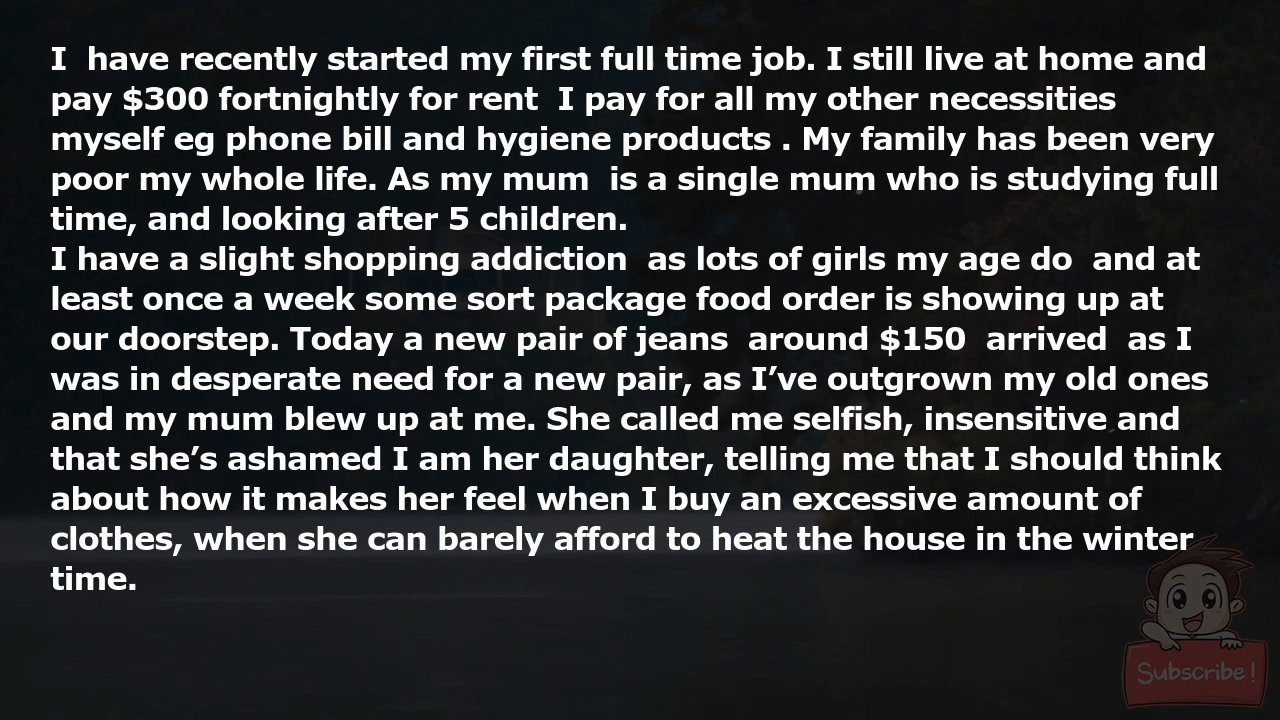 I  have recently started my first full time job. I still live at home and
pay $300 fortnightly for rent  I pay for all my other necessities
myself eg phone bill and hygiene products . My family has been very
poor my whole life. As my mum  is a single mum who is studying full
time, and looking after 5 children.
I have a slight shopping addiction  as lots of girls my age do  and at
least once a week some sort package food order is showing up at
our doorstep. Today a new pair of jeans  around $150  arrived  as I
was in desperate need for a new pair, as I’ve outgrown my old ones
and my mum blew up at me. She called me selfish, insensitive and
that she’s ashamed I am her daughter, telling me that I should think
about how it makes her feel when I buy an excessive amount of
clothes, when she can barely afford to heat the house in the winter
time.
Subscribe!